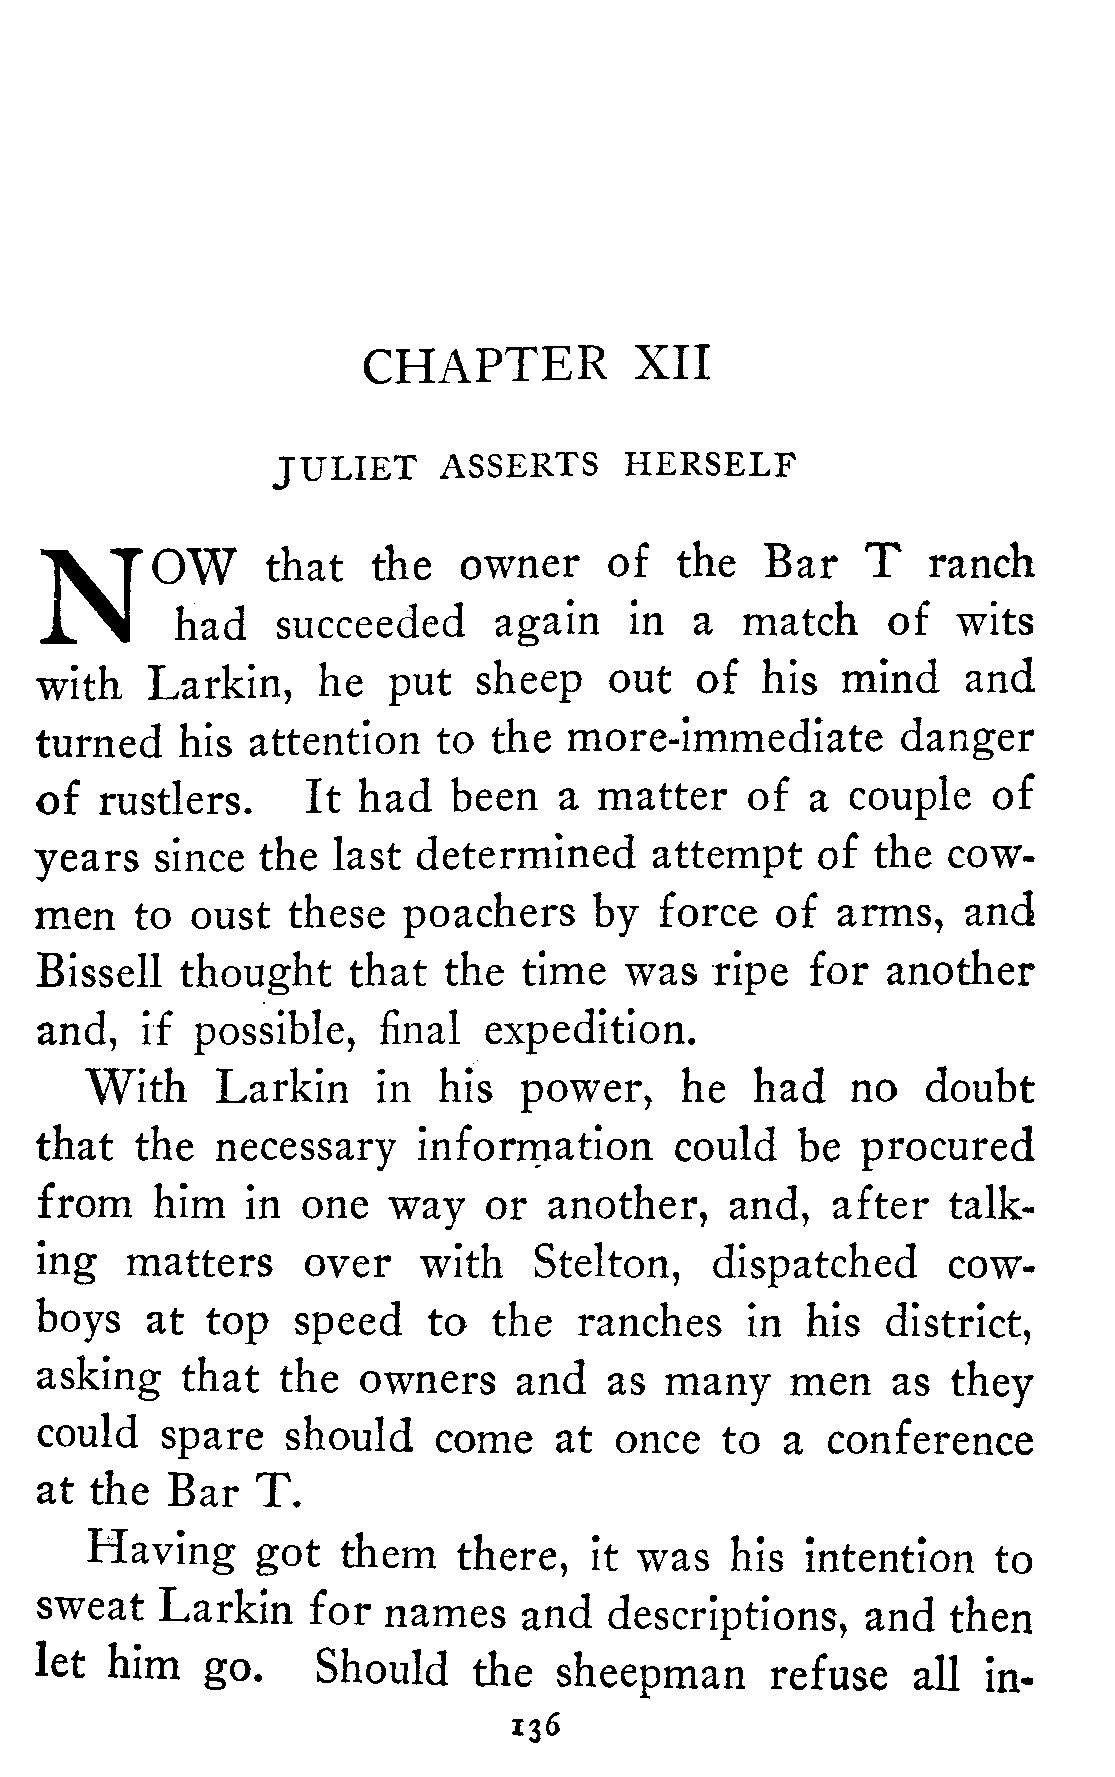 CHAPTER XII
JULIET ASSERTS HERSELF
NOW that the owner of the Bar T ranch
had succeeded again in a match of wits
with Larkin, he put sheep out of his mind and
turned his attention to the more-immediate danger
of rustlers. It had been a matter of a couple of
years since the last determined attempt of the cow-
men to oust these poachers by force of arms, and
Bissell thought that the time was ripe for another
and, if possible, final expedition.
With Larkin in his power, he had no doubt
that the necessary information could be procured
from him in one way or another, and, after talk-
ing matters over with Stelton, dispatched cow-
boys at top speed to the ranches in his district,
asking that the owners and as many men as they
could spare should come at once to a conference
at the Bar T.
Having got them there, it was his intention to
sweat Larkin for names and descriptions, and then
let him go. Should the sheepman refuse all in-
136